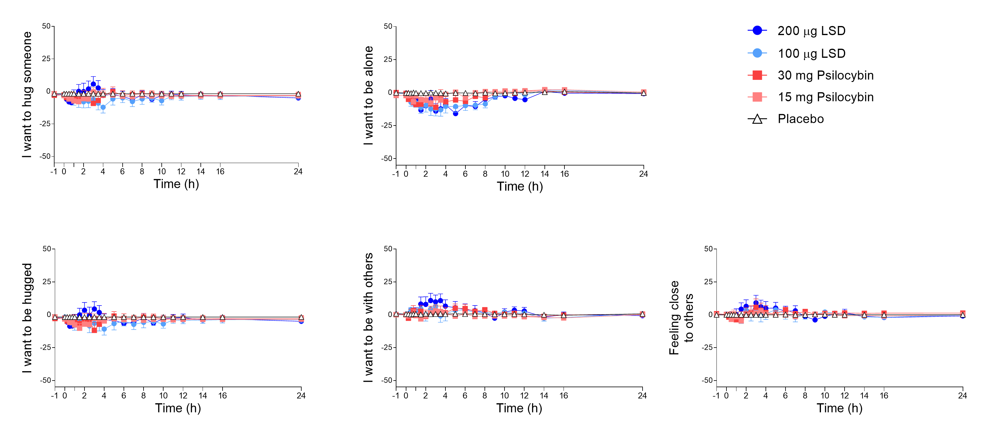 50
25
0
-25
-50
I want to hug someone
-1 0 2 4 6 8 10 12 14 16 24
Time (h)
50
25
0
-25
-50
I want to be alone
-1 0 2 4 6 8 10 12 14 16 24
Time (h)
200 μg LSD
100 μg LSD
30 mg Psilocybin
15 mg Psilocybin
Placebo
50
25
0
-25
-50
I want to be hugged
-1 0 2 4 6 8 10 12 14 16 24
Time (h)
50
25
0
-25
-50
I want to be with others
-1 0 2 4 6 8 10 12 14 16 24
Time (h)
50
25
0
-25
-50
Feeling close
to others
-1 0 2 4 6 8 10 12 14 16 24
Time (h)